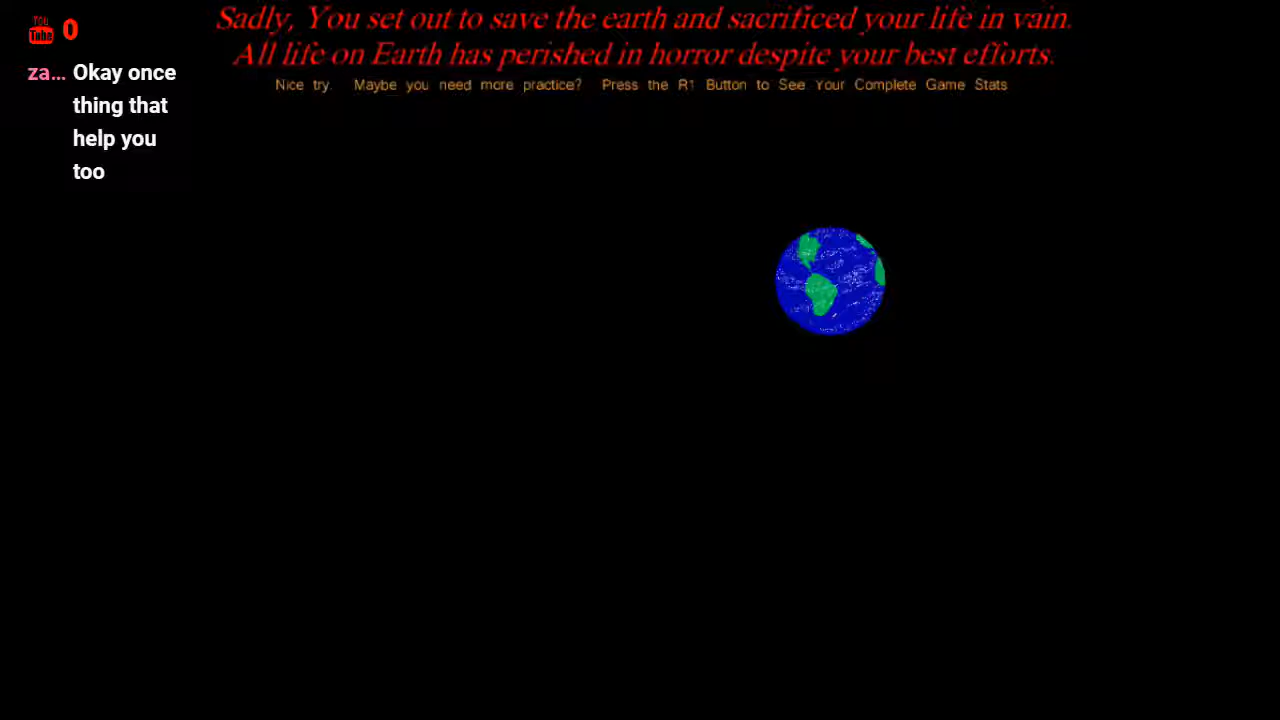 Sadly, You set out to save the earth and sacrificed your life in vain.
All life on Earth has perished in horror despite your best efforts.
Nice try. Maybe you need more practice? Press the R1 Button to See Your Complete Game Stats
You Tube 0
za... Okay once
thing that
help you
too